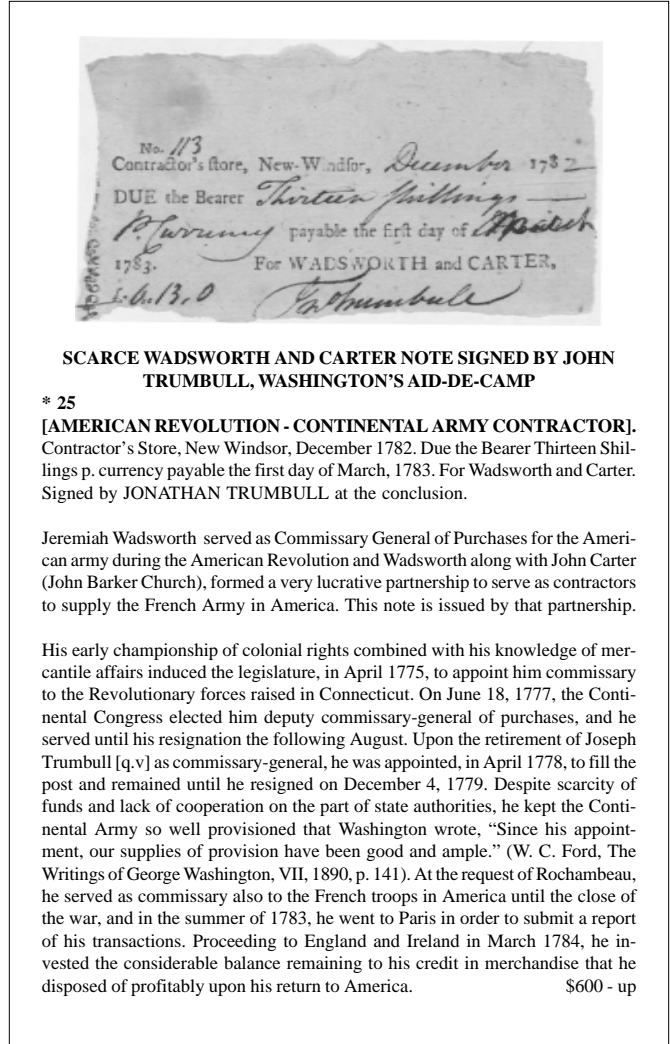 No. 113
Contractor's store, New-Windsor, December 1782
DUE the Bearer Thirteen shillings
P. Currency payable the first day of March
1783. For WADSWORTH and CARTER,
£0.13.0 Jn Trumbull
SCARCE WADSWORTH AND CARTER NOTE SIGNED BY JOHN
TRUMBULL, WASHINGTON'S AID-DE-CAMP
* 25
[AMERICAN REVOLUTION - CONTINENTAL ARMY CONTRACTOR].
Contractor's Store, New Windsor, December 1782. Due the Bearer Thirteen Shil-
lings p. currency payable the first day of March, 1783. For Wadsworth and Carter.
Signed by JONATHAN TRUMBULL at the conclusion.
Jeremiah Wadsworth served as Commissary General of Purchases for the Ameri-
can army during the American Revolution and Wadsworth along with John Carter
(John Barker Church), formed a very lucrative partnership to serve as contractors
to supply the French Army in America. This note is issued by that partnership.
His early championship of colonial rights combined with his knowledge of mer-
cantile affairs induced the legislature, in April 1775, to appoint him commissary
to the Revolutionary forces raised in Connecticut. On June 18, 1777, the Conti-
nental Congress elected him deputy commissary-general of purchases, and he
served until his resignation the following August. Upon the retirement of Joseph
Trumbull [q.v] as commissary-general, he was appointed, in April 1778, to fill the
post and remained until he resigned on December 4, 1779. Despite scarcity of
funds and lack of cooperation on the part of state authorities, he kept the Conti-
nental Army so well provisioned that Washington wrote, “Since his appoint-
ment, our supplies of provision have been good and ample.” (W. C. Ford, The
Writings of George Washington, VII, 1890, p. 141). At the request of Rochambeau,
he served as commissary also to the French troops in America until the close of
the war, and in the summer of 1783, he went to Paris in order to submit a report
of his transactions. Proceeding to England and Ireland in March 1784, he in-
vested the considerable balance remaining to his credit in merchandise that he
disposed of profitably upon his return to America. $600 - up